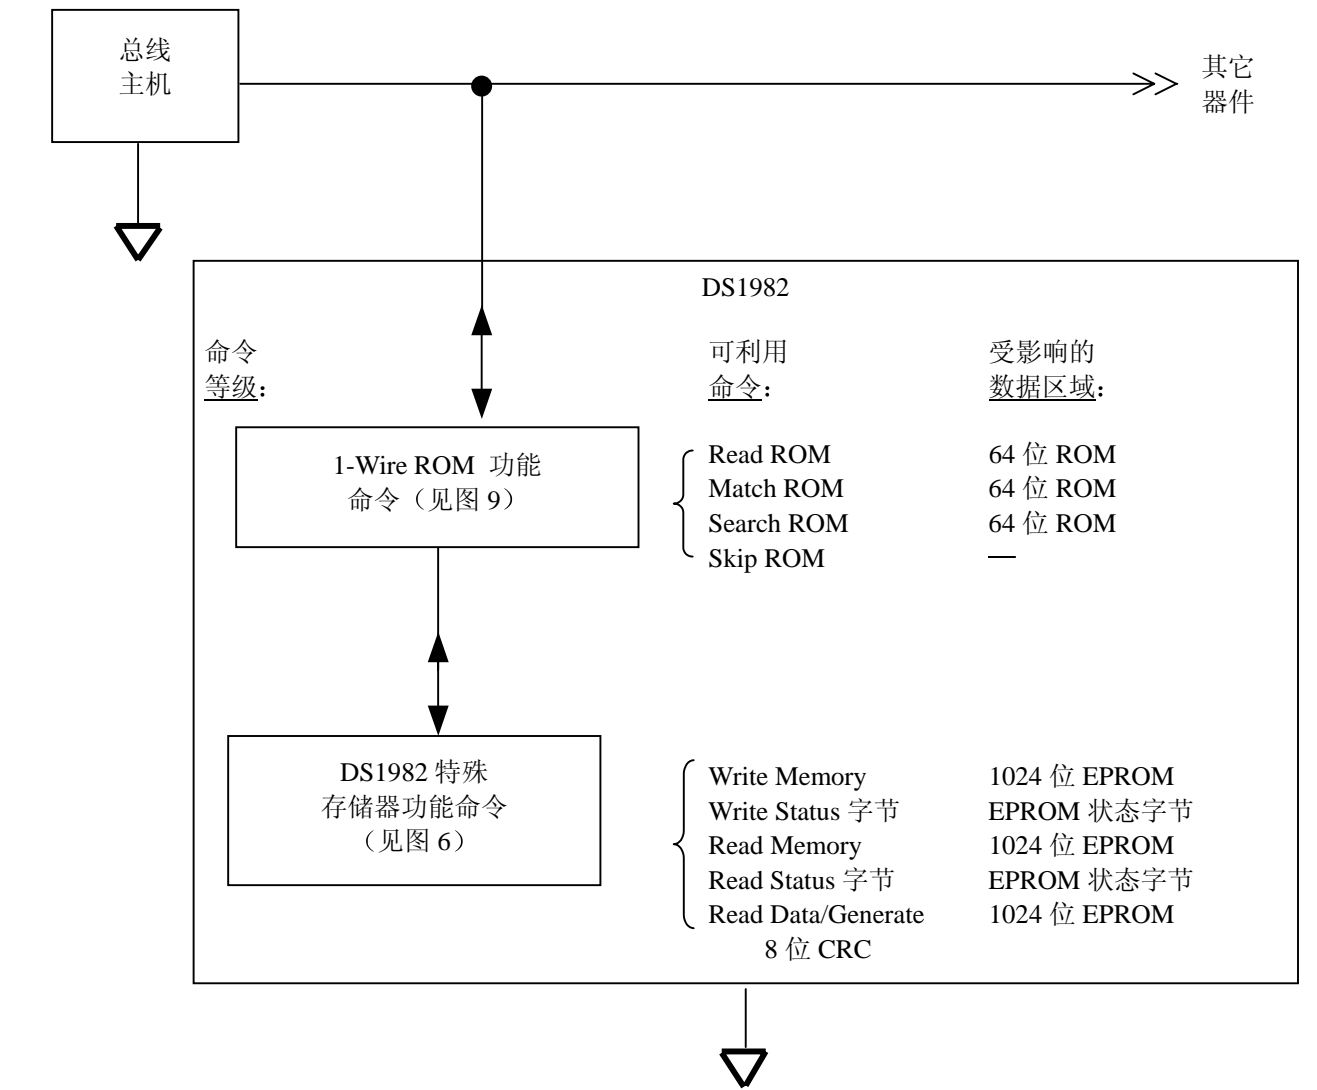 总线
主机
其它
器件
DS1982
命令
等级：
可利用
命令：
受影响的
数据区域：
1-Wire ROM 功能
命令（见图 9）
Read ROM 64 位 ROM
Match ROM 64 位 ROM
Search ROM 64 位 ROM
Skip ROM —
DS1982 特殊
存储器功能命令
（见图 6）
Write Memory 1024 位 EPROM
Write Status 字节 EPROM 状态字节
Read Memory 1024 位 EPROM
Read Status 字节 EPROM 状态字节
Read Data/Generate 1024 位 EPROM
8 位 CRC